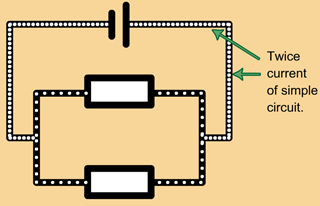 Twice
current
of simple
circuit.